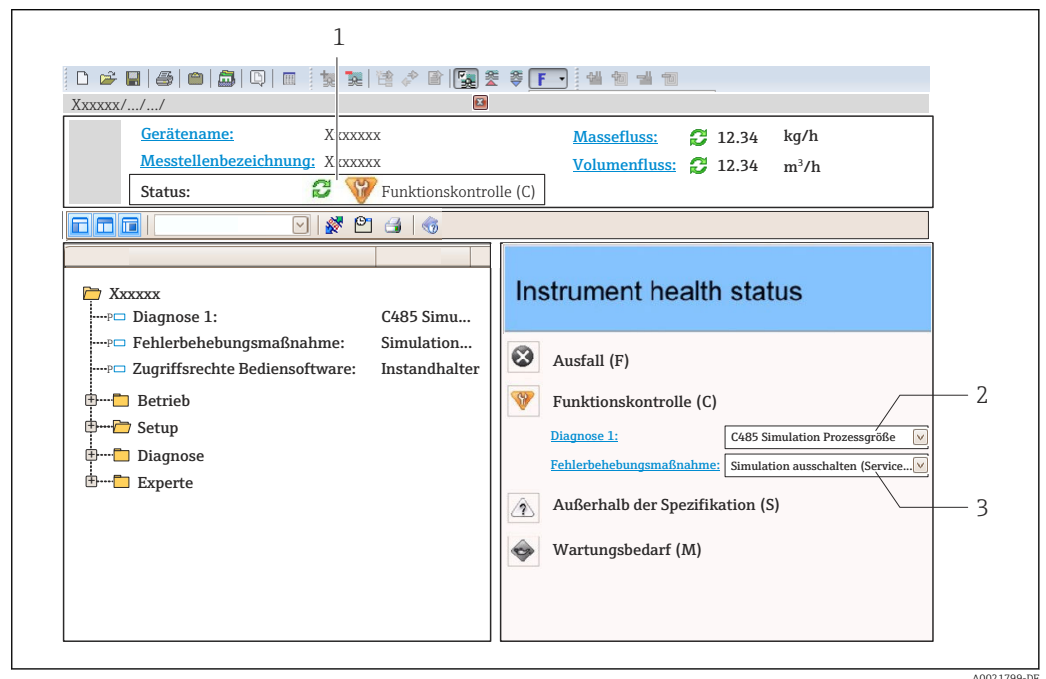 1
F
Xxxxxx/.../.../
Gerätename: Xxxxxxx
Messtellenbezeichnung: Xxxxxxx
Status: Funktionskontrolle (C)
Massefluss: 12.34 kg/h
Volumenfluss: 12.34 m³/h
Xxxxxx
P Diagnose 1: C485 Simu...
P Fehlerbehebungsmaßnahme: Simulation...
P Zugriffsrechte Bediensoftware: Instandhalter
Betrieb
Setup
Diagnose
Experte
Instrument health status
Ausfall (F)
Funktionskontrolle (C)
2
Diagnose 1: C485 Simulation Prozessgröße
Fehlerbehebungsmaßnahme: Simulation ausschalten (Service...
Außerhalb der Spezifikation (S)
3
Wartungsbedarf (M)
A0021799-DE